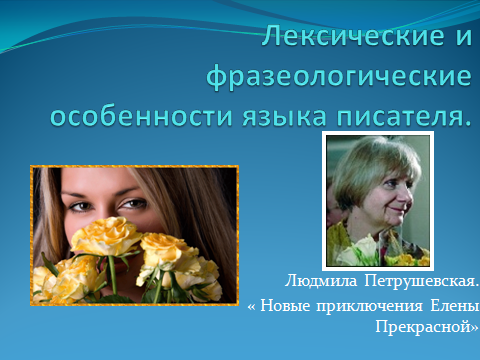 Лексические и
фразеологические
особенности языка писателя.
Людмила Петрушевская.
« Новые приключения Елены
Прекрасной»